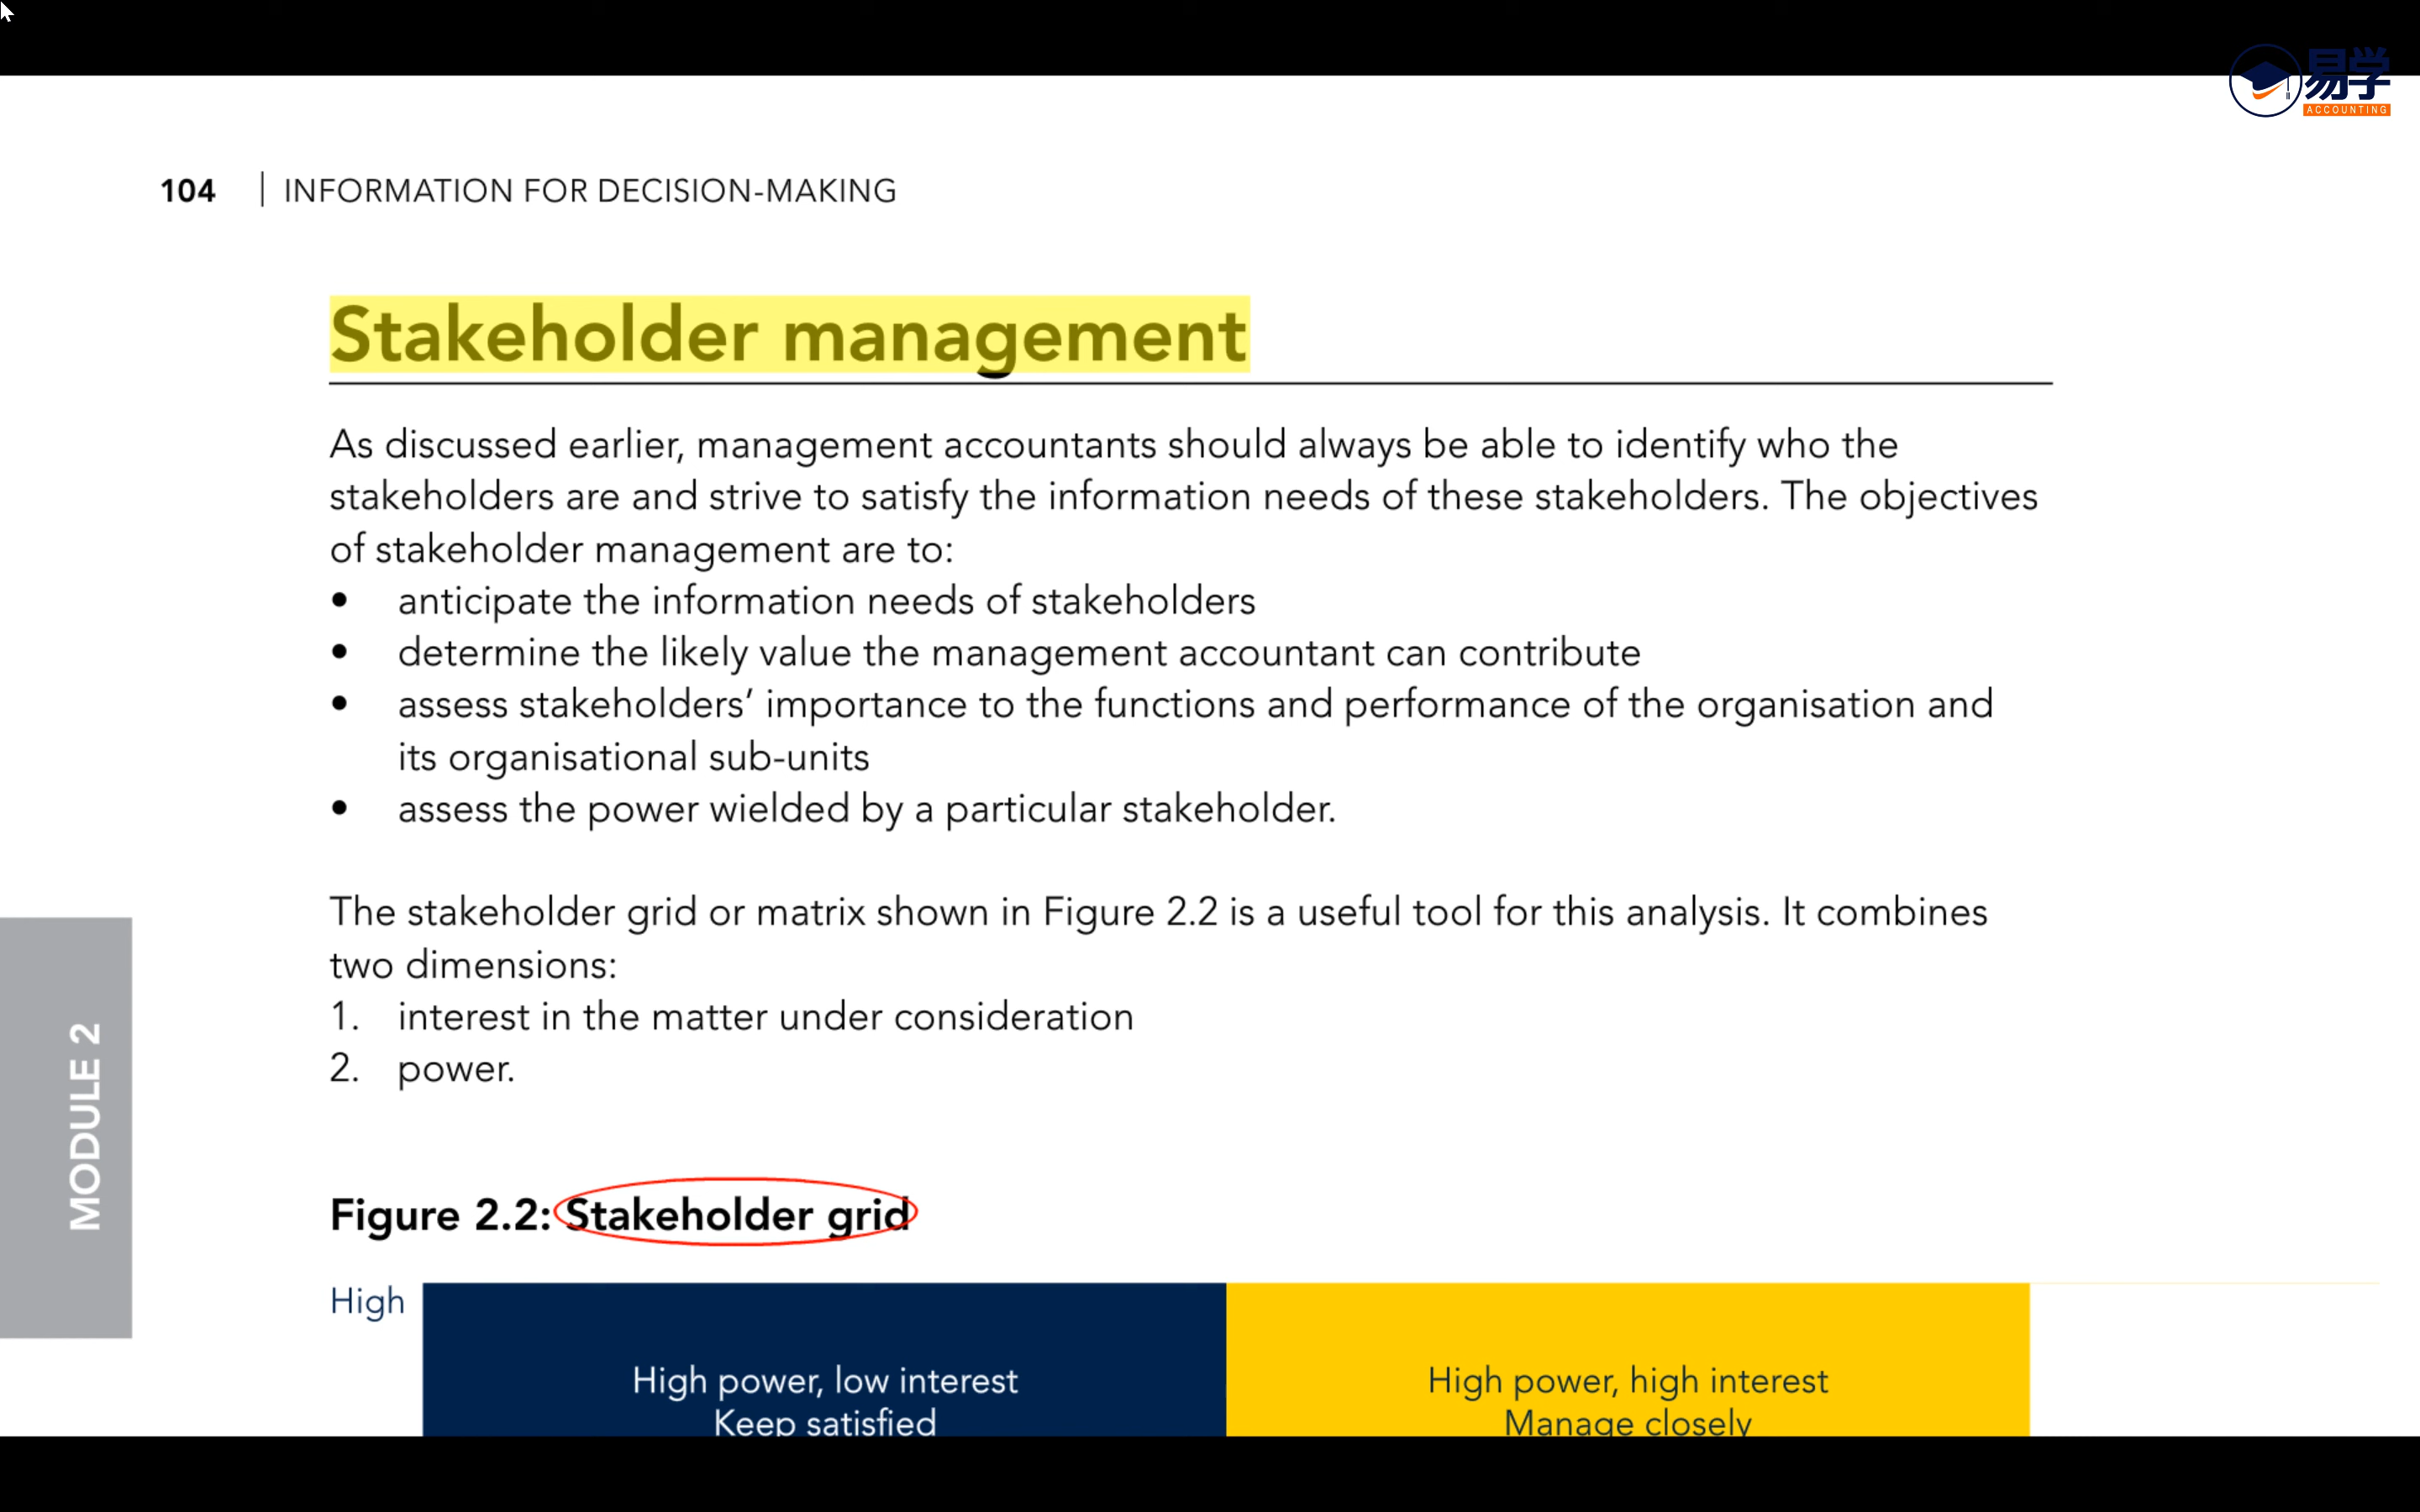 易学
ACCOUNTING
104 | INFORMATION FOR DECISION-MAKING
Stakeholder management
As discussed earlier, management accountants should always be able to identify who the
stakeholders are and strive to satisfy the information needs of these stakeholders. The objectives
of stakeholder management are to:
• anticipate the information needs of stakeholders
• determine the likely value the management accountant can contribute
• assess stakeholders’ importance to the functions and performance of the organisation and
its organisational sub-units
• assess the power wielded by a particular stakeholder.
The stakeholder grid or matrix shown in Figure 2.2 is a useful tool for this analysis. It combines
two dimensions:
1. interest in the matter under consideration
2. power.
MODULE 2
Figure 2.2: Stakeholder grid
High
High power, low interest
Keep satisfied
High power, high interest
Manage closely